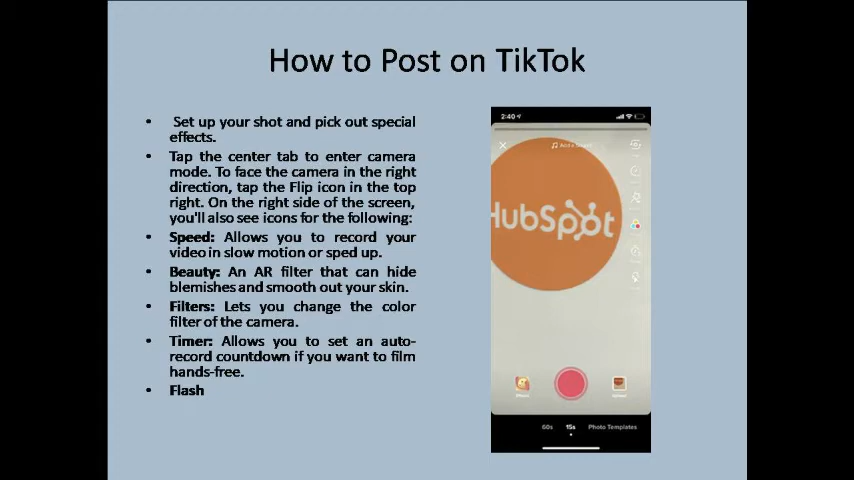 How to Post on TikTok
• Set up your shot and pick out special
effects.
• Tap the center tab to enter camera
mode. To face the camera in the right
direction, tap the Flip icon in the top
right. On the right side of the screen,
you'll also see icons for the following:
• Speed: Allows you to record your
video in slow motion or sped up.
• Beauty: An AR filter that can hide
blemishes and smooth out your skin.
• Filters: Lets you change the color
filter of the camera.
• Timer: Allows you to set an auto-
record countdown if you want to film
hands-free.
• Flash
2:40
Add a
HubSpot
60s 15s Photo Templates